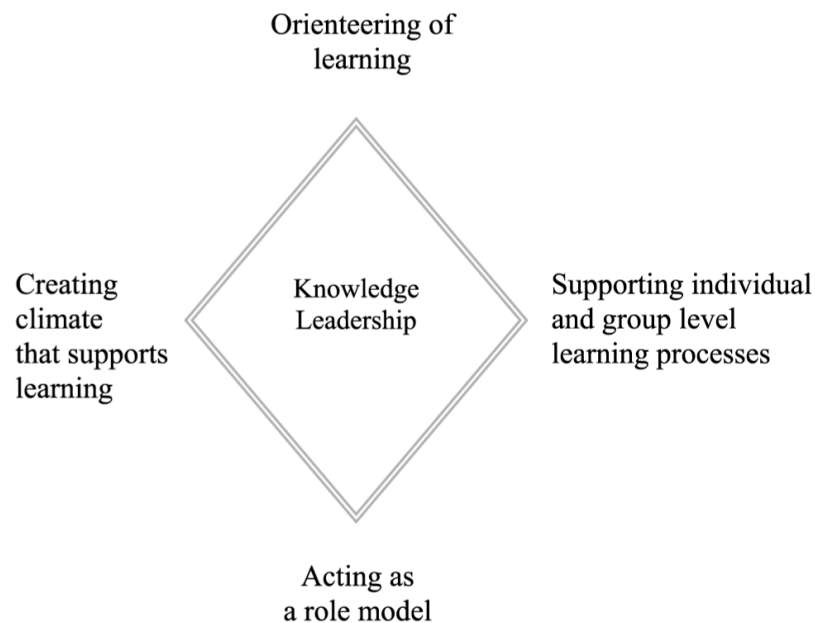 Orienteering of
learning
Creating
climate
that supports
learning
Knowledge
Leadership
Supporting individual
and group level
learning processes
Acting as
a role model